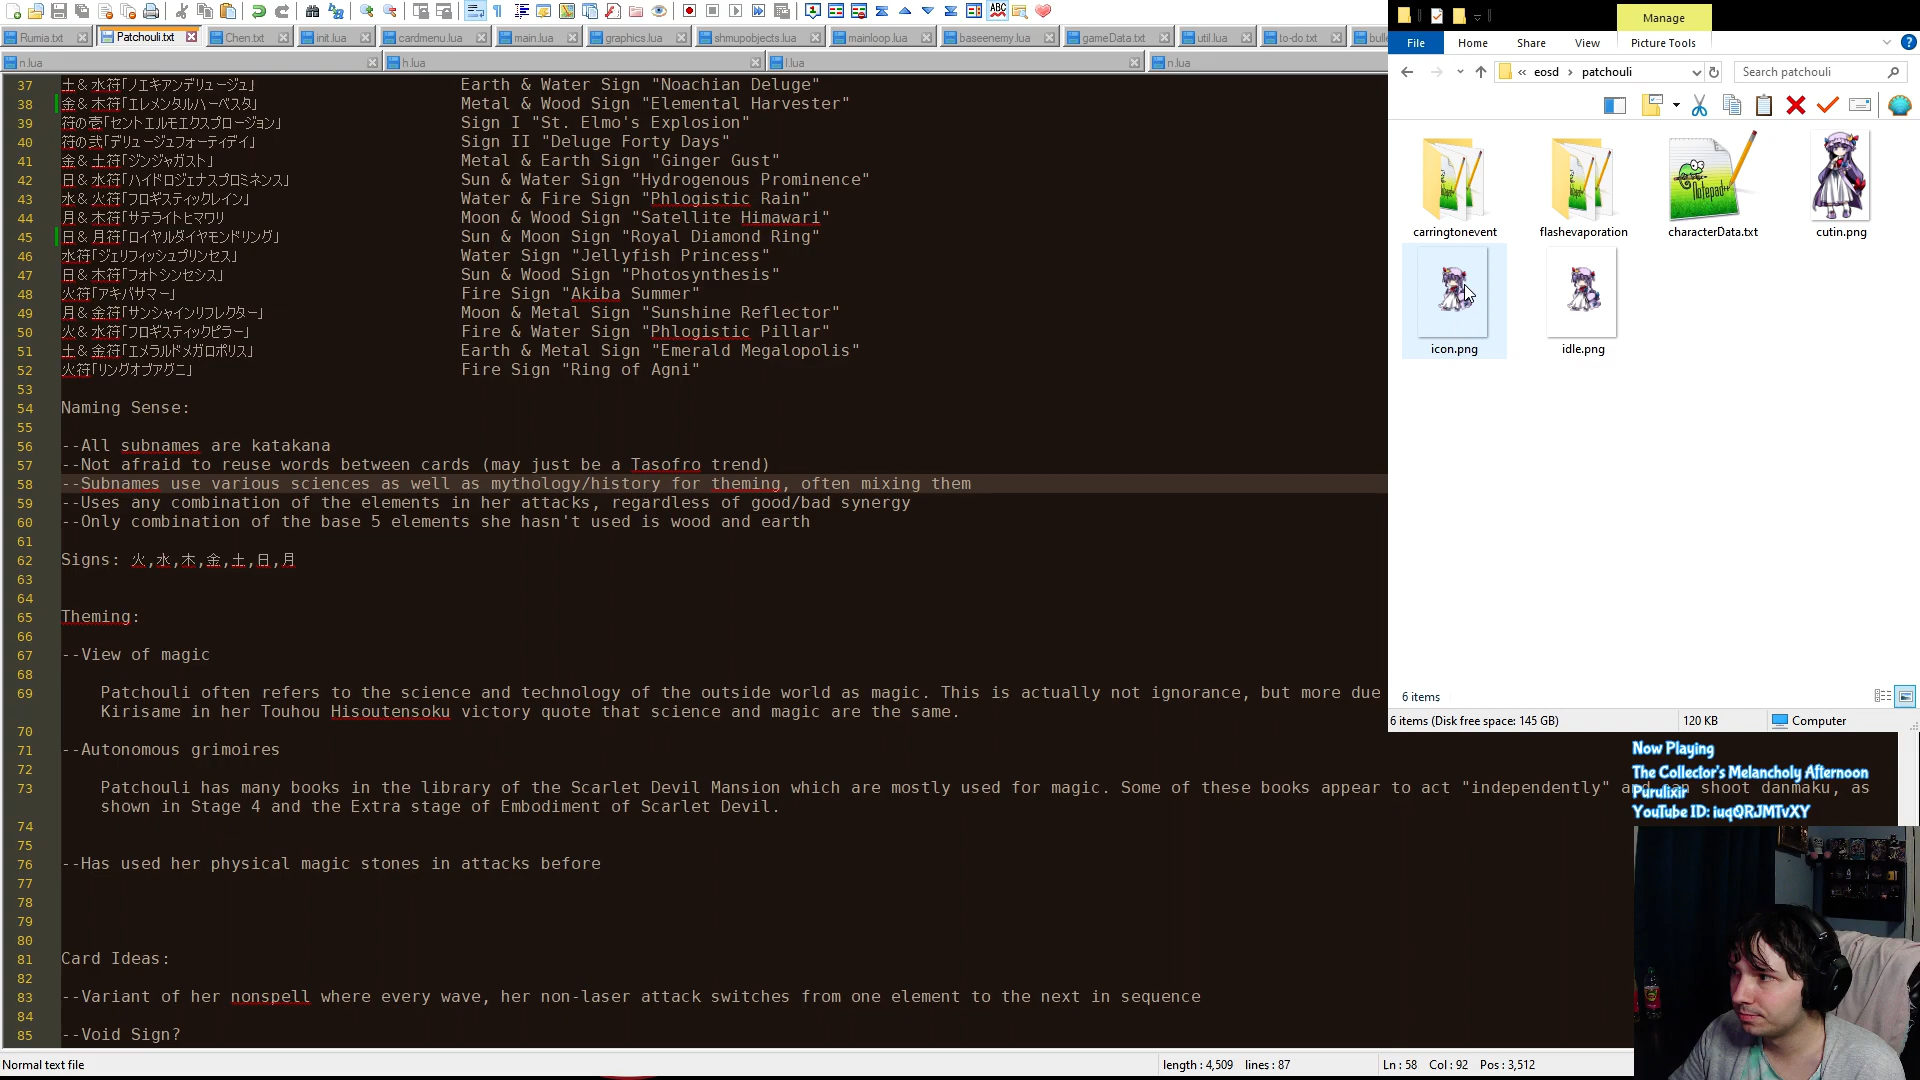 Manage
File Home Share View Picture Tools
eosd patchouli Search patchouli
Rumia.txt Patchouli.txt Chen.txt init.lua cardmenu.lua main.lua graphics.lua shmupobjects.lua mainloop.lua baseenemy.lua gameData.txt util.lua to-do.txt
n.lua h.lua l.lua n.lua
37 土&水符「ノエキアンデリュージュ」 Earth & Water Sign "Noachian Deluge"
38 金&木符「エレメンタルハーベスタ」 Metal & Wood Sign "Elemental Harvester"
39 符の壱「セントエルモエクスプロージョン」 Sign I "St. Elmo's Explosion"
40 符の弐「デリュージュフォーティデイ」 Sign II "Deluge Forty Days"
41 金&土符「ジンジャガスト」 Metal & Earth Sign "Ginger Gust"
42 日&水符「ハイドロジェナスプロミネンス」 Sun & Water Sign "Hydrogenous Prominence"
43 水&火符「フロギスティックレイン」 Water & Fire Sign "Phlogistic Rain"
44 月&木符「サテライトヒマワリ Moon & Wood Sign "Satellite Himawari"
45 日&月符「ロイヤルダイヤモンドリング」 Sun & Moon Sign "Royal Diamond Ring"
46 水符「ジェリフィッシュプリンセス」 Water Sign "Jellyfish Princess"
47 日&木符「フォトシンセシス」 Sun & Wood Sign "Photosynthesis"
48 火符「アキバサマー」 Fire Sign "Akiba Summer"
49 月&金符「サンシャインリフレクター」 Moon & Metal Sign "Sunshine Reflector"
50 火&水符「フロギスティックピラー」 Fire & Water Sign "Phlogistic Pillar"
51 土&金符「エメラルドメガロポリス」 Earth & Metal Sign "Emerald Megalopolis"
52 火符「リングオブアグニ」 Fire Sign "Ring of Agni"
53
54 Naming Sense:
55
56 --All subnames are katakana
57 --Not afraid to reuse words between cards (may just be a Tasofro trend)
58 --Subnames use various sciences as well as mythology/history for theming, often mixing them
59 --Uses any combination of the elements in her attacks, regardless of good/bad synergy
60 --Only combination of the base 5 elements she hasn't used is wood and earth
61
62 Signs: 火,水,木,金,土,日,月
63
64
65 Theming:
66
67 --View of magic
68
69 Patchouli often refers to the science and technology of the outside world as magic. This is actually not ignorance, but more due
Kirisame in her Touhou Hisoutensoku victory quote that science and magic are the same.
70
71 --Autonomous grimoires
72
73 Patchouli has many books in the library of the Scarlet Devil Mansion which are mostly used for magic. Some of these books appear to act "independently" shoot danmaku, as
shown in Stage 4 and the Extra stage of Embodiment of Scarlet Devil.
74
75
76 --Has used her physical magic stones in attacks before
77
78
79
80
81 Card Ideas:
82
83 --Variant of her nonspell where every wave, her non-laser attack switches from one element to the next in sequence
84
85 --Void Sign?
Normal text file length : 4,509 lines : 87 Ln : 58 Col : 92 Pos : 3,512
carringtonevent flashevaporation characterData.txt cutin.png
icon.png idle.png
Notepad++
6 items
6 items (Disk free space: 145 GB) 120 KB Computer
Now Playing
The Collector's Melancholy Afternoon
Purulixir
YouTube ID: iuqQRJMTvXY